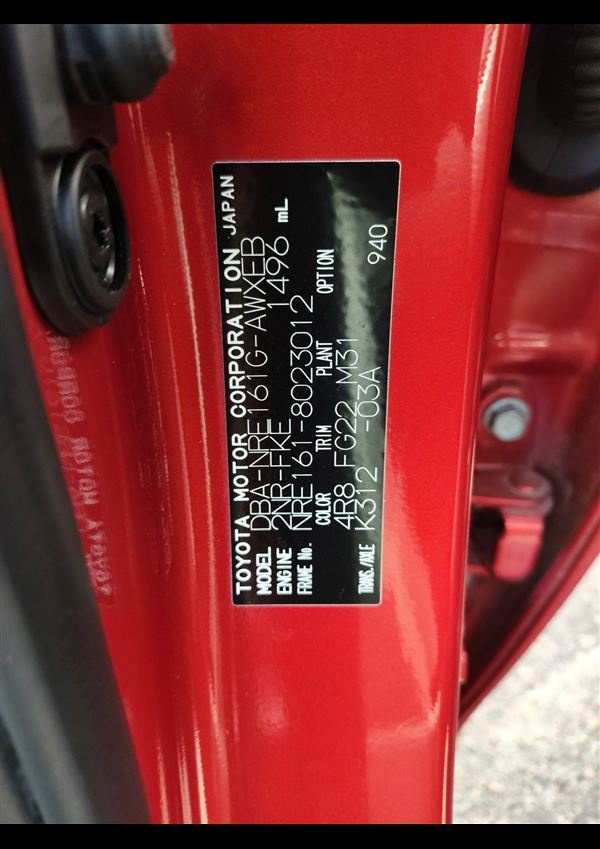 TOYOTA MOTOR CORPORATION JAPAN
MODEL DBA-NRE161G-AWXEB
ENGINE 2NR-FKE 1496 mL
FRAME No. NRE161-8023012
COLOR TRIM PLANT OPTION
4R8 FG22 M31
TRANS./AXLE K312 -03A 940